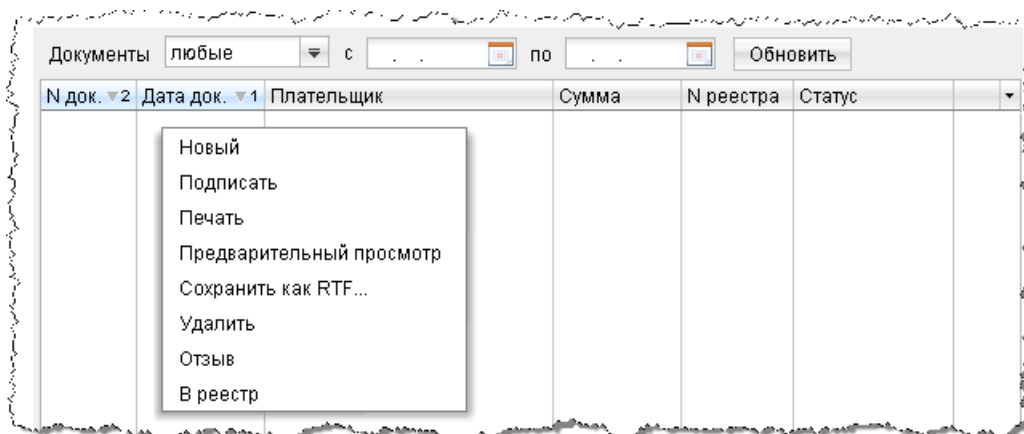 Документы любые с . . по . . Обновить
N док. 2 Дата док. 1 Плательщик Сумма N реестра Статус
Новый
Подписать
Печать
Предварительный просмотр
Сохранить как RTF...
Удалить
Отзыв
В реестр